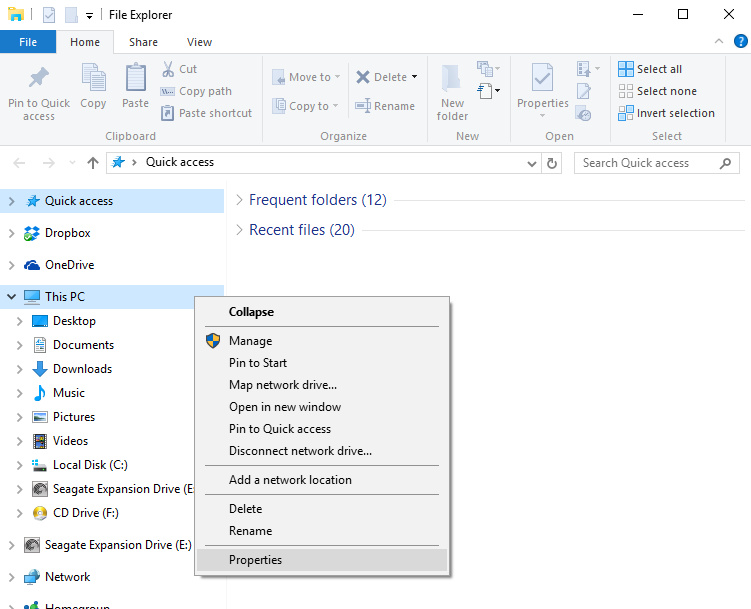 File Explorer
File Home Share View
Pin to Quick
access
Copy
Paste
Cut
Copy path
Paste shortcut
Clipboard
Move to
Copy to
Delete
Rename
Organize
New
folder
New
Properties
Open
Select all
Select none
Invert selection
Select
Quick access
Search Quick access
Quick access
Dropbox
OneDrive
This PC
Desktop
Documents
Downloads
Music
Pictures
Videos
Local Disk (C:)
Seagate Expansion Drive (E:
CD Drive (F:)
Seagate Expansion Drive (E:)
Network
Homegroup
Frequent folders (12)
Recent files (20)
Collapse
Manage
Pin to Start
Map network drive...
Open in new window
Pin to Quick access
Disconnect network drive...
Add a network location
Delete
Rename
Properties